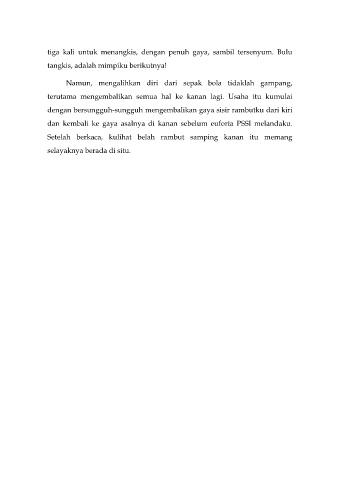 tiga kali untuk menangkis, dengan penuh gaya, sambil tersenyum. Bulu
tangkis, adalah mimpiku berikutnya!
Namun, mengalihkan diri dari sepak bola tidaklah gampang,
terutama mengembalikan semua hal ke kanan lagi. Usaha itu kumulai
dengan bersungguh-sungguh mengembalikan gaya sisir rambutku dari kiri
dan kembali ke gaya asalnya di kanan sebelum euforia PSSI melandaku.
Setelah berkaca, kulihat belah rambut samping kanan itu memang
selayaknya berada di situ.